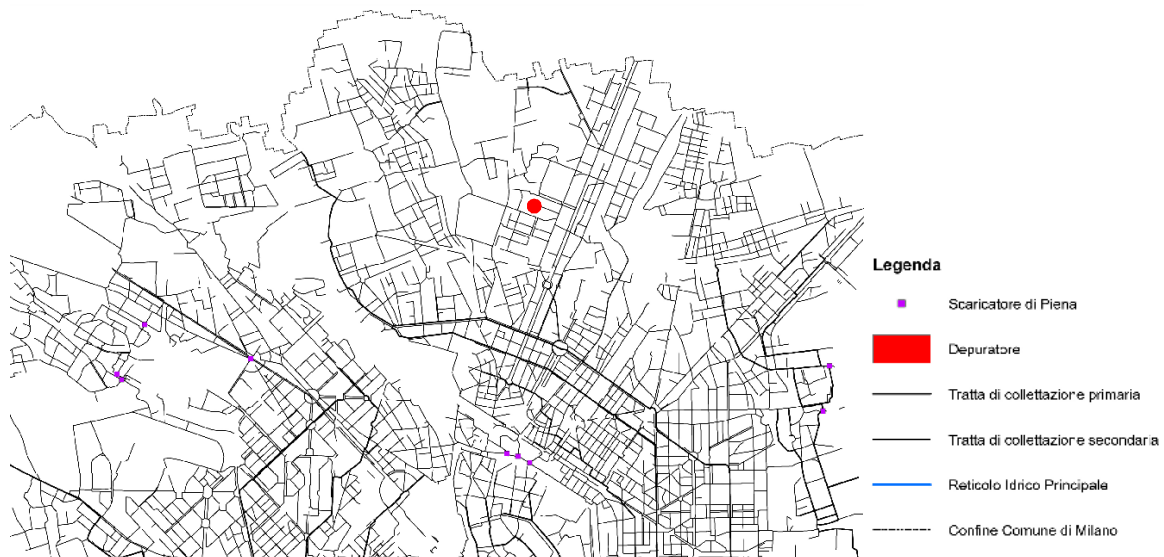 Legenda
Scaricatore di Piena
Depuratore
Tratta di collettazione primaria
Tratta di collettazione secondaria
Reticolo Idrico Principale
Confine Comune di Milano